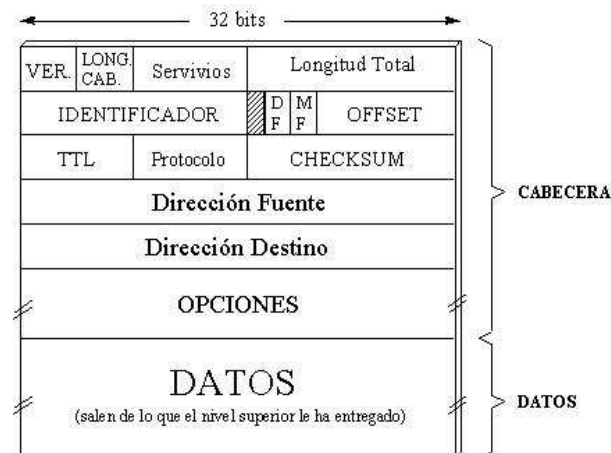 32 bits
VER.
LONG.
CAB.
Servivios
Longitud Total
IDENTIFICADOR
D
F
M
F
OFFSET
TTL
Protocolo
CHECKSUM
Dirección Fuente
Dirección Destino
OPCIONES
CABECERA
DATOS
(salen de lo que el nivel superior le ha entregado)
DATOS